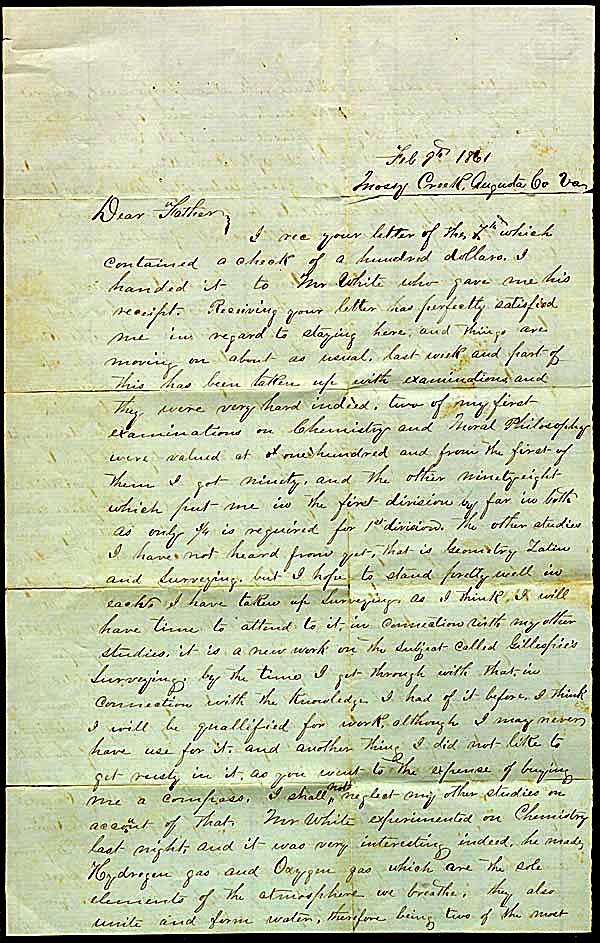 Feb 9th 1861
Mossy Creek, Augusta Co Va
Dear Father,
I rec your letter of the 7th which
contained a check of a hundred dollars. I
handed it to Mr White who gave me his
receipt. Receiving your letter has perfectly satisfied
me in regard to staying here, and things are
moving on about as usual. last week and part of
this has been taken up with examinations and
they were very hard indeed. two of my first
examinations on Chemistry and Moral Philosophy
were valued at one hundred and from the first of
them I got ninety, and the other ninety eight
which put me in the first division by far in both
as only 3/4 is required for 1st division. The other studies
I have not heard from yet, that is Geometry Latin
and Surveying. but I hope to stand pretty well in
each I have taken up Surveying, as I think I will
have time to attend to it, in connection with my other
studies. it is a new work on the subject called Gillespie's
Surveying. by the time I get through with that in
connection with the Knowledge I had of it before, I think
I will be quallified for work although I may never
have use for it, and another thing I did not like to
get rusty in it, as you went to the expense of buying
me a compass. I shall not neglect my other studies on
account of that. Mr White experimented on Chemistry
last night, and it was very interesting indeed, he made
Hydrogen gas and Oxygen gas which are the sole
elements of the atmosphere we breathe. they also
unite and form water, therefore being two of the most